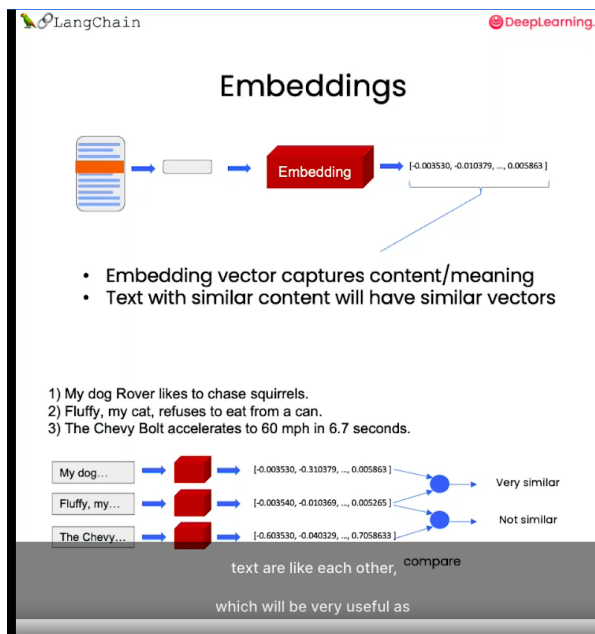 LangChain
DeepLearning.
Embeddings
Embedding
[-0.003530, -0.010379, ..., 0.005863]
• Embedding vector captures content/meaning
• Text with similar content will have similar vectors
1) My dog Rover likes to chase squirrels.
2) Fluffy, my cat, refuses to eat from a can.
3) The Chevy Bolt accelerates to 60 mph in 6.7 seconds.
My dog...
[-0.003530, -0.310379, ..., 0.005863 ]
Very similar
Fluffy, my...
[-0.003540, -0.010369, ..., 0.005265 ]
Not similar
The Chevy...
[-0.603530, -0.040329, ..., 0.7058633 ]
compare
text are like each other,
which will be very useful as